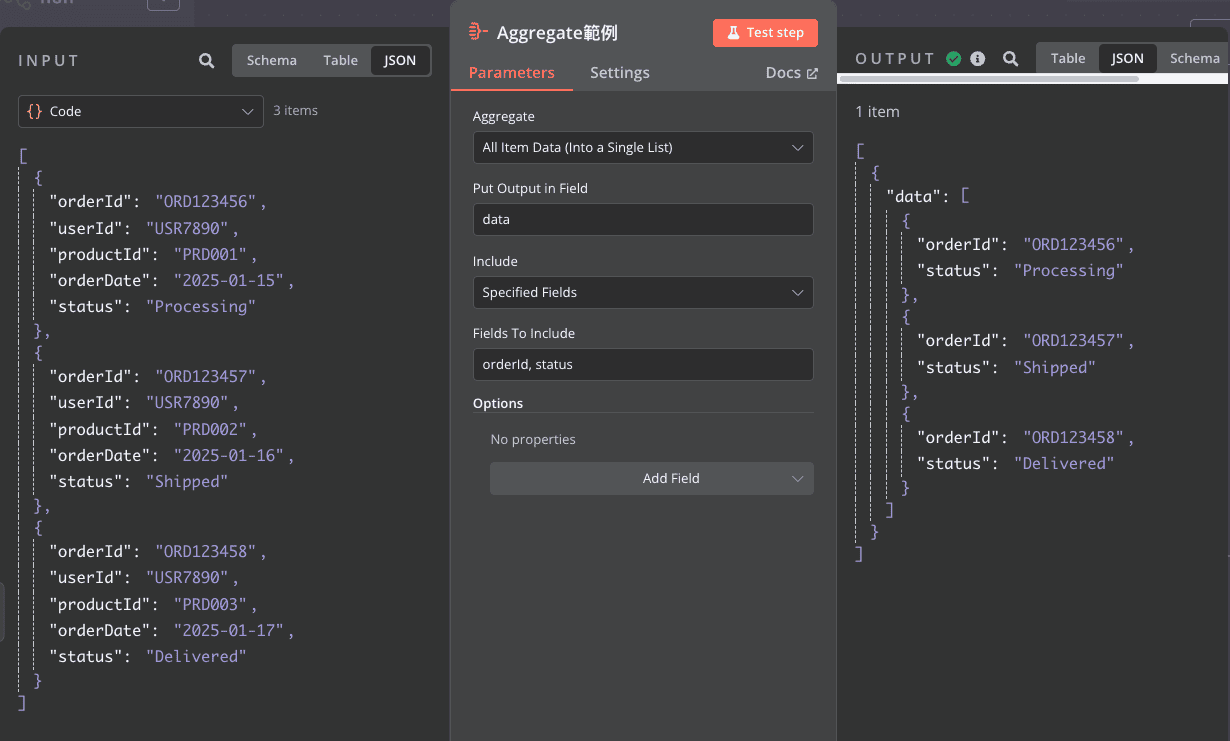 INPUT
Schema
Table
JSON
Code
3 items
[
{
"orderId": "ORD123456",
"userId": "USR7890",
"productId": "PRD001",
"orderDate": "2025-01-15",
"status": "Processing"
},
{
"orderId": "ORD123457",
"userId": "USR7890",
"productId": "PRD002",
"orderDate": "2025-01-16",
"status": "Shipped"
},
{
"orderId": "ORD123458",
"userId": "USR7890",
"productId": "PRD003",
"orderDate": "2025-01-17",
"status": "Delivered"
}
]
Aggregate範例
Test step
Parameters
Settings
Docs
Aggregate
All Item Data (Into a Single List)
Put Output in Field
data
Include
Specified Fields
Fields To Include
orderId, status
Options
No properties
Add Field
OUTPUT
Table
JSON
Schema
1 item
[
{
"data": [
{
"orderId": "ORD123456",
"status": "Processing"
},
{
"orderId": "ORD123457",
"status": "Shipped"
},
{
"orderId": "ORD123458",
"status": "Delivered"
}
]
}
]